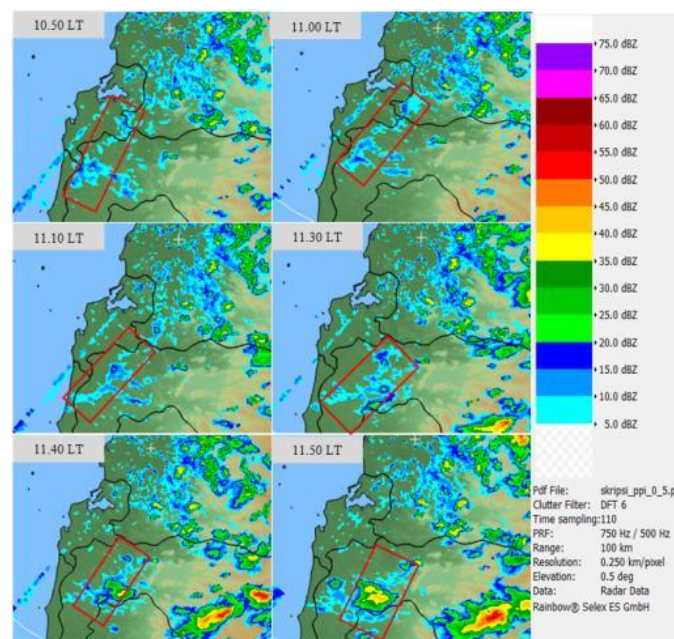 10.50 LT
11.00 LT
11.10 LT
11.30 LT
11.40 LT
11.50 LT
75.0 dBZ
70.0 dBZ
65.0 dBZ
60.0 dBZ
55.0 dBZ
50.0 dBZ
45.0 dBZ
40.0 dBZ
35.0 dBZ
30.0 dBZ
25.0 dBZ
20.0 dBZ
15.0 dBZ
10.0 dBZ
5.0 dBZ
Pdf File: skripsi_ppi_0_5.p
Clutter Filter: DFT 6
Time sampling:110
PRF: 750 Hz / 500 Hz
Range: 100 km
Resolution: 0.250 km/pixel
Elevation: 0.5 deg
Data: Radar Data
Rainbow® Selex ES GmbH